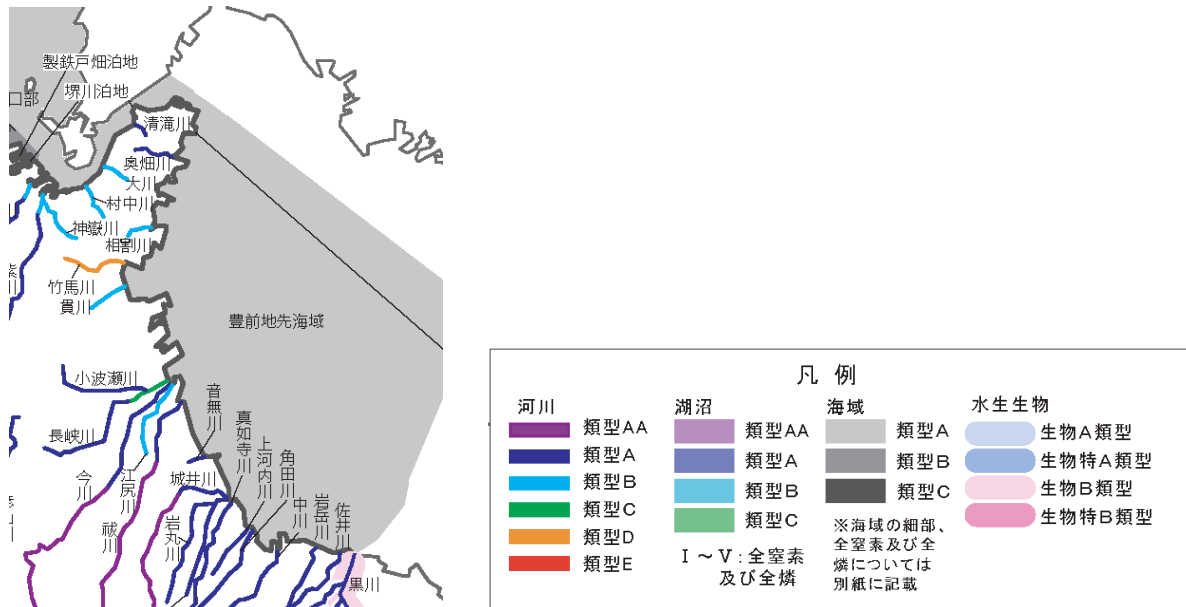 製鉄戸畑泊地
堺川泊地
口部
清滝川
奥畑川
大川
村中川
神嶽川
相割川
竹馬川
貫川
豊前地先海域
小波瀬川
音無川
真如寺川
上河内川
角田川
長峡川
城井川
中川
岩岳川
佐井川
今川
江尻川
祓川
岩丸川
黒川
凡 例
河川
類型AA
類型A
類型B
類型C
類型D
類型E
湖沼
類型AA
類型A
類型B
類型C
I ～ V : 全窒素
及び全燐
海域
類型A
類型B
類型C
※海域の細部、
全窒素及び全
燐については
別紙に記載
水生生物
生物A類型
生物特A類型
生物B類型
生物特B類型